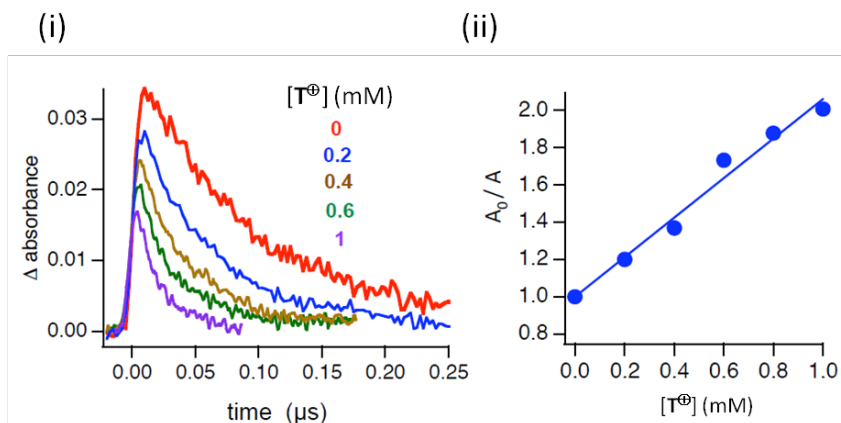 (i)
(ii)
[T⊕] (mM)
0
0.2
0.4
0.6
1
0.03
0.02
0.01
0.00
Δ absorbance
0.00 0.05 0.10 0.15 0.20 0.25
time (μs)
2.0
1.8
1.6
1.4
1.2
1.0
0.8
A₀ / A
0.0 0.2 0.4 0.6 0.8 1.0
[T⊕] (mM)